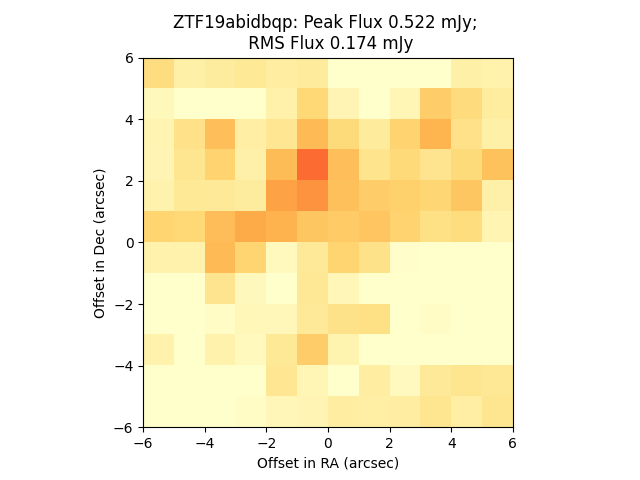 ZTF19abidbqp: Peak Flux 0.522 mJy;
RMS Flux 0.174 mJy
6
4
2
0
−2
−4
−6
Offset in Dec (arcsec)
−6 −4 −2 0 2 4 6
Offset in RA (arcsec)